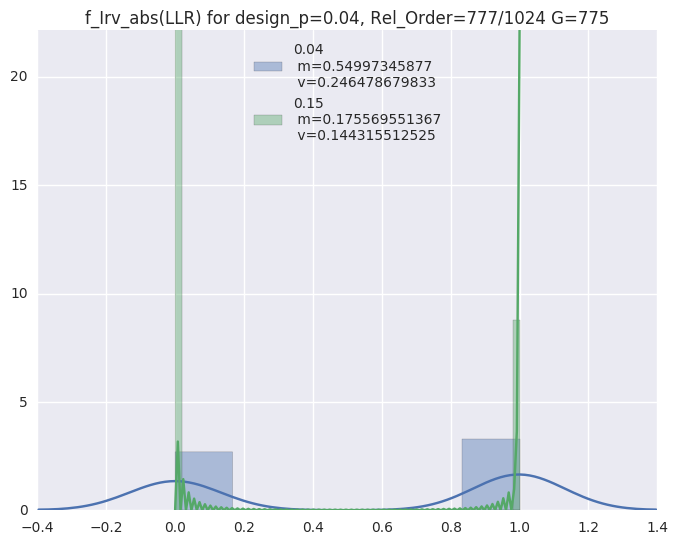 f_Irv_abs(LLR) for design_p=0.04, Rel_Order=777/1024 G=775
0.04
m=0.54997345877
v=0.246478679833
0.15
m=0.175569551367
v=0.144315512525
20
15
10
5
0
−0.4 −0.2 0.0 0.2 0.4 0.6 0.8 1.0 1.2 1.4